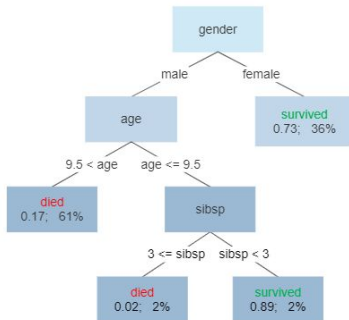 gender
male female
age
survived
0.73; 36%
9.5 < age age <= 9.5
died
0.17; 61%
sibsp
3 <= sibsp sibsp < 3
died
0.02; 2%
survived
0.89; 2%